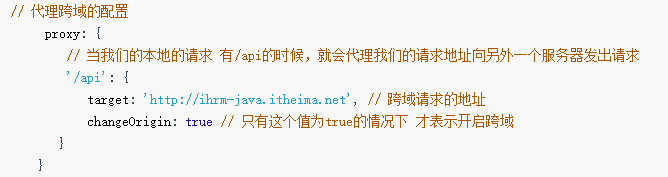 // 代理跨域的配置
proxy: {
// 当我们的本地的请求 有/api的时候，就会代理我们的请求地址向另外一个服务器发出请求
'/api': {
target: 'http://ihrm-java.itheima.net', // 跨域请求的地址
changeOrigin: true // 只有这个值为true的情况下 才表示开启跨域
}
}